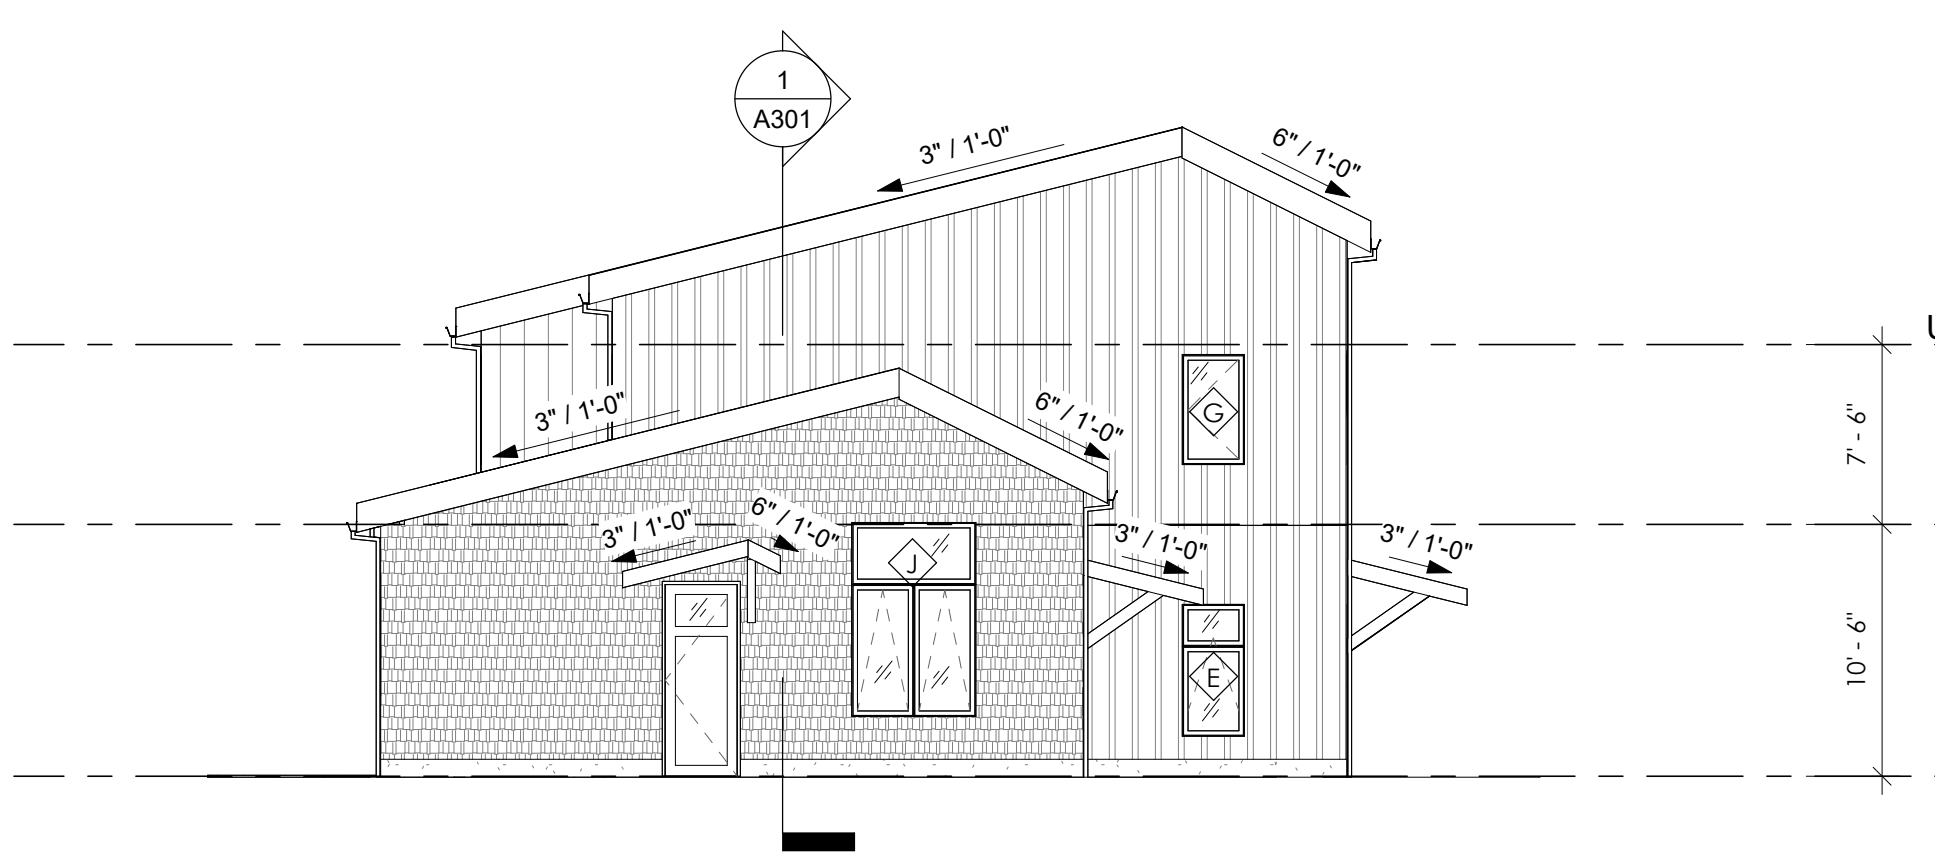 1
A301
3" / 1'-0"
6" / 1'-0"
3" / 1'-0"
6" / 1'-0"
G
7' - 6"
3" / 1'-0"
6" / 1'-0"
J
3" / 1'-0"
3" / 1'-0"
E
10' - 6"